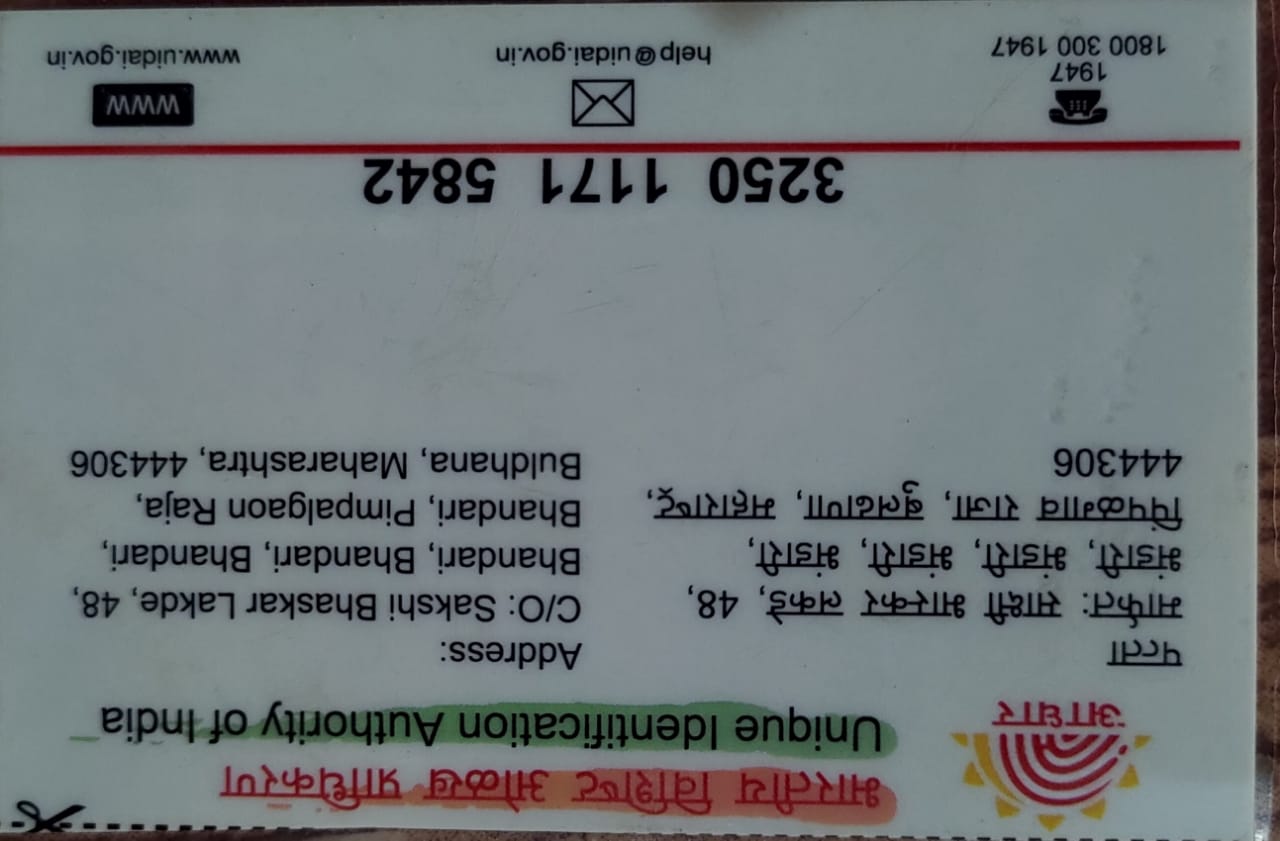 भारतीय विशिष्ट ओळख प्राधिकरण
Unique Identification Authority of India
आधार
पत्ता
मार्फत: साक्षी भास्कर लकडे, 48,
भंडारी, भंडारी, भंडारी, भंडारी,
पिंपळगाव राजा, बुलढाणा, महाराष्ट्र,
444306
Address:
C/O: Sakshi Bhaskar Lakde, 48,
Bhandari, Bhandari, Bhandari,
Bhandari, Pimpalgaon Raja,
Buldhana, Maharashtra, 444306
3250 1171 5842
1947
1800 300 1947
help@uidai.gov.in
WWW
www.uidai.gov.in